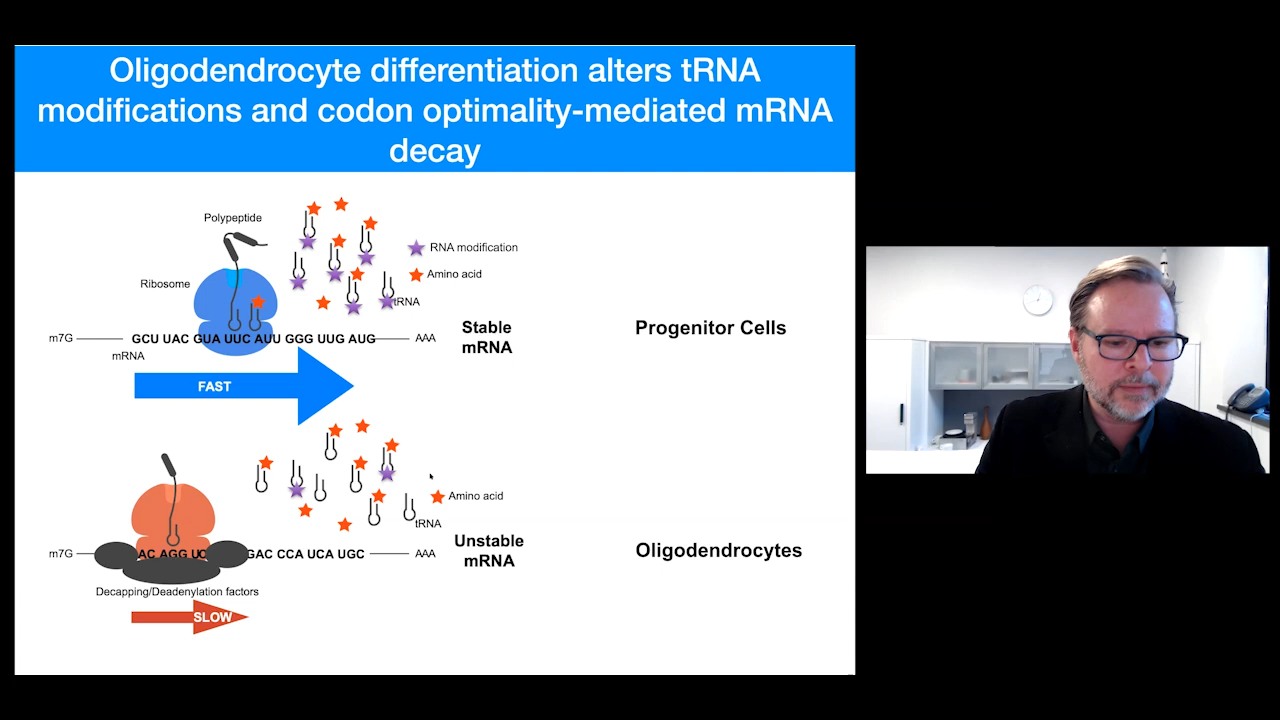 Oligodendrocyte differentiation alters tRNA
modifications and codon optimality-mediated mRNA
decay
Polypeptide
RNA modification
Amino acid
Ribosome
tRNA
m7G
GCU UAC GUA UUC AUU GGG UUG AUG
AAA
mRNA
Stable
mRNA
Progenitor Cells
FAST
Amino acid
tRNA
m7G
AC AGG UC
GAC CCA UCA UGC
AAA
Unstable
mRNA
Oligodendrocytes
Decapping/Deadenylation factors
SLOW